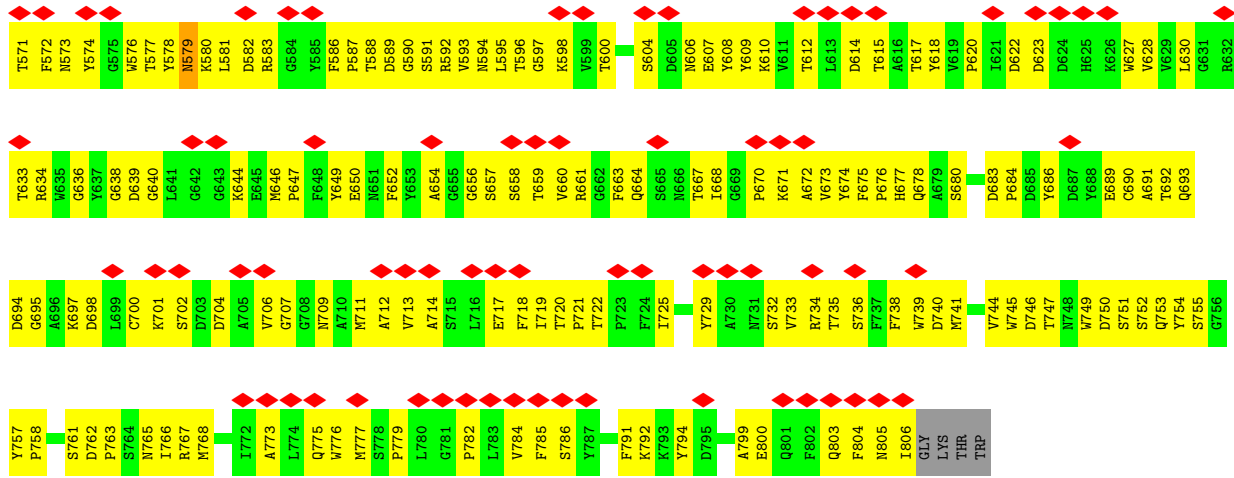 T571 F572 N573 Y574 G575 W576 T577 Y578 N579 K580 L581 D582 R583 G584 Y585 F586 P587 T588 D589 G590 S591 R592 V593 N594 L595 T596 G597 K598 V599 T600 S604 D605 N606 E607 Y608 Y609 K610 V611 T612 L613 D614 T615 A616 T617 Y618 V619 P620 I621 D622 D623 D624 H625 K626 W627 V628 V629 L630 G631 R632
T633 R634 W635 G636 Y637 G638 D639 G640 L641 G642 G643 K644 E645 M646 P647 F648 Y649 E650 N651 F652 Y653 A654 G655 G656 S657 S658 T659 V660 R661 G662 F663 Q664 S665 N666 T667 I668 G669 P670 K671 A672 V673 Y674 F675 P676 H677 Q678 A679 S680 D683 P684 D685 Y686 D687 Y688 E689 C690 A691 T692 Q693
D694 G695 A696 K697 D698 L699 C700 K701 S702 D703 D704 A705 V706 G707 G708 N709 A710 M711 A712 V713 A714 S715 L716 E717 F718 I719 T720 P721 T722 P723 F724 I725 Y729 A730 N731 S732 V733 R734 T735 S736 F737 F738 W739 D740 M741 V744 W745 D746 T747 N748 W749 D750 S751 S752 Q753 Y754 S755 G756
Y757 P758 S761 D762 P763 S764 N765 I766 R767 M768 I772 A773 L774 Q775 W776 M777 S778 P779 L780 G781 P782 L783 V784 F785 S786 Y787 F791 K792 K793 Y794 D795 A799 E800 Q801 F802 Q803 F804 N805 I806 GLY LYS THR TRP